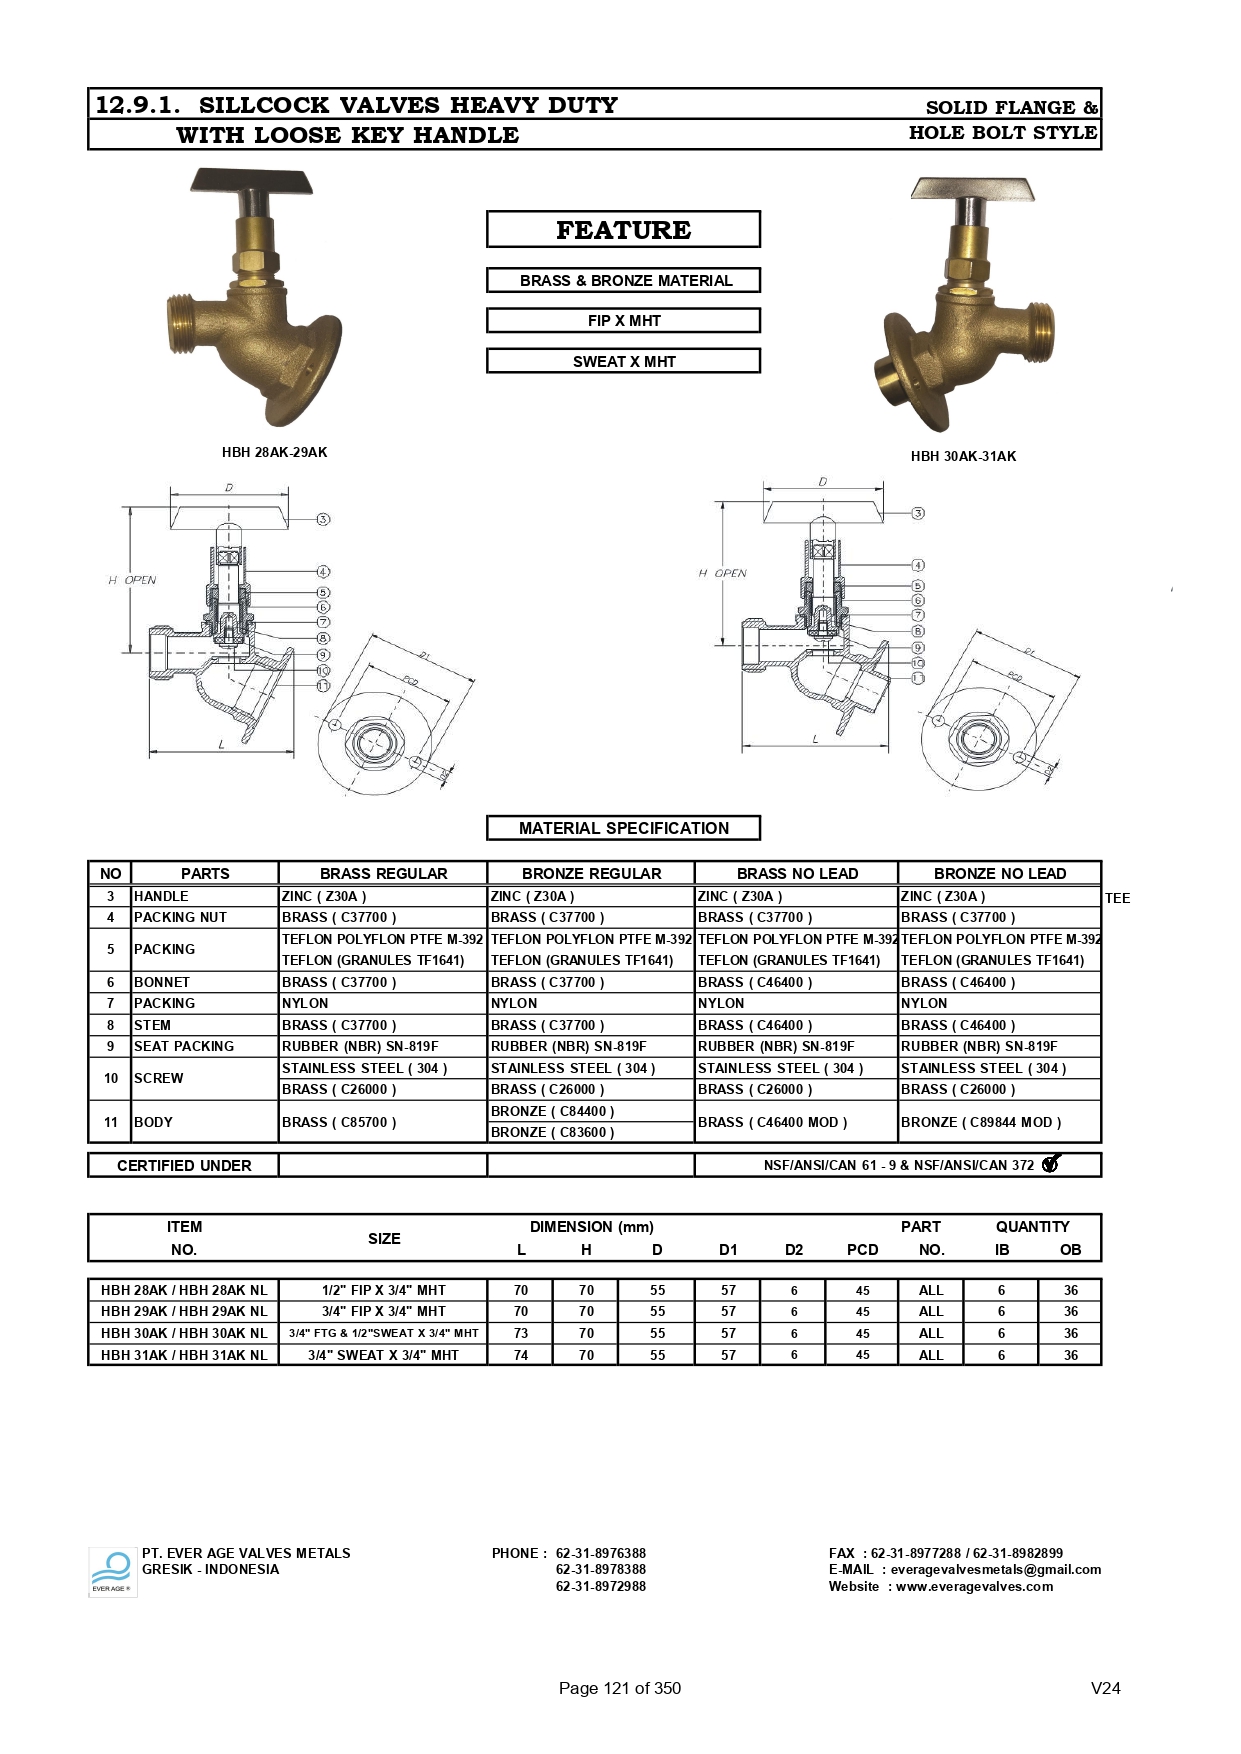 12.9.1. SILLCOCK VALVES HEAVY DUTY
WITH LOOSE KEY HANDLE
SOLID FLANGE &
HOLE BOLT STYLE
FEATURE
BRASS & BRONZE MATERIAL
FIP X MHT
SWEAT X MHT
HBH 28AK-29AK
HBH 30AK-31AK
D
3
H OPEN
4
5
6
7
8
9
10
11
D1
PCD
D2
L
D
3
H OPEN
4
5
6
7
8
9
10
11
D1
PCD
D2
L
MATERIAL SPECIFICATION
NO PARTS BRASS REGULAR BRONZE REGULAR BRASS NO LEAD BRONZE NO LEAD
3 HANDLE ZINC ( Z30A ) ZINC ( Z30A ) ZINC ( Z30A ) ZINC ( Z30A ) TEE
4 PACKING NUT BRASS ( C37700 ) BRASS ( C37700 ) BRASS ( C37700 ) BRASS ( C37700 )
5 PACKING TEFLON POLYFLON PTFE M-392 TEFLON POLYFLON PTFE M-392 TEFLON POLYFLON PTFE M-392 TEFLON POLYFLON PTFE M-392
TEFLON (GRANULES TF1641) TEFLON (GRANULES TF1641) TEFLON (GRANULES TF1641) TEFLON (GRANULES TF1641)
6 BONNET BRASS ( C37700 ) BRASS ( C37700 ) BRASS ( C46400 ) BRASS ( C46400 )
7 PACKING NYLON NYLON NYLON NYLON
8 STEM BRASS ( C37700 ) BRASS ( C37700 ) BRASS ( C46400 ) BRASS ( C46400 )
9 SEAT PACKING RUBBER (NBR) SN-819F RUBBER (NBR) SN-819F RUBBER (NBR) SN-819F RUBBER (NBR) SN-819F
10 SCREW STAINLESS STEEL ( 304 ) STAINLESS STEEL ( 304 ) STAINLESS STEEL ( 304 ) STAINLESS STEEL ( 304 )
BRASS ( C26000 ) BRASS ( C26000 ) BRASS ( C26000 ) BRASS ( C26000 )
11 BODY BRASS ( C85700 ) BRONZE ( C84400 ) BRASS ( C46400 MOD ) BRONZE ( C89844 MOD )
BRONZE ( C83600 )
CERTIFIED UNDER NSF/ANSI/CAN 61 - 9 & NSF/ANSI/CAN 372
ITEM NO. SIZE DIMENSION (mm) PART NO. QUANTITY
L H D D1 D2 PCD IB OB
HBH 28AK / HBH 28AK NL 1/2" FIP X 3/4" MHT 70 70 55 57 6 45 ALL 6 36
HBH 29AK / HBH 29AK NL 3/4" FIP X 3/4" MHT 70 70 55 57 6 45 ALL 6 36
HBH 30AK / HBH 30AK NL 3/4" FTG & 1/2"SWEAT X 3/4" MHT 73 70 55 57 6 45 ALL 6 36
HBH 31AK / HBH 31AK NL 3/4" SWEAT X 3/4" MHT 74 70 55 57 6 45 ALL 6 36
EVER AGE ®
PT. EVER AGE VALVES METALS
GRESIK - INDONESIA
PHONE : 62-31-8976388
62-31-8978388
62-31-8972988
FAX : 62-31-8977288 / 62-31-8982899
E-MAIL : everagevalvesmetals@gmail.com
Website : www.everagevalves.com
Page 121 of 350
V24